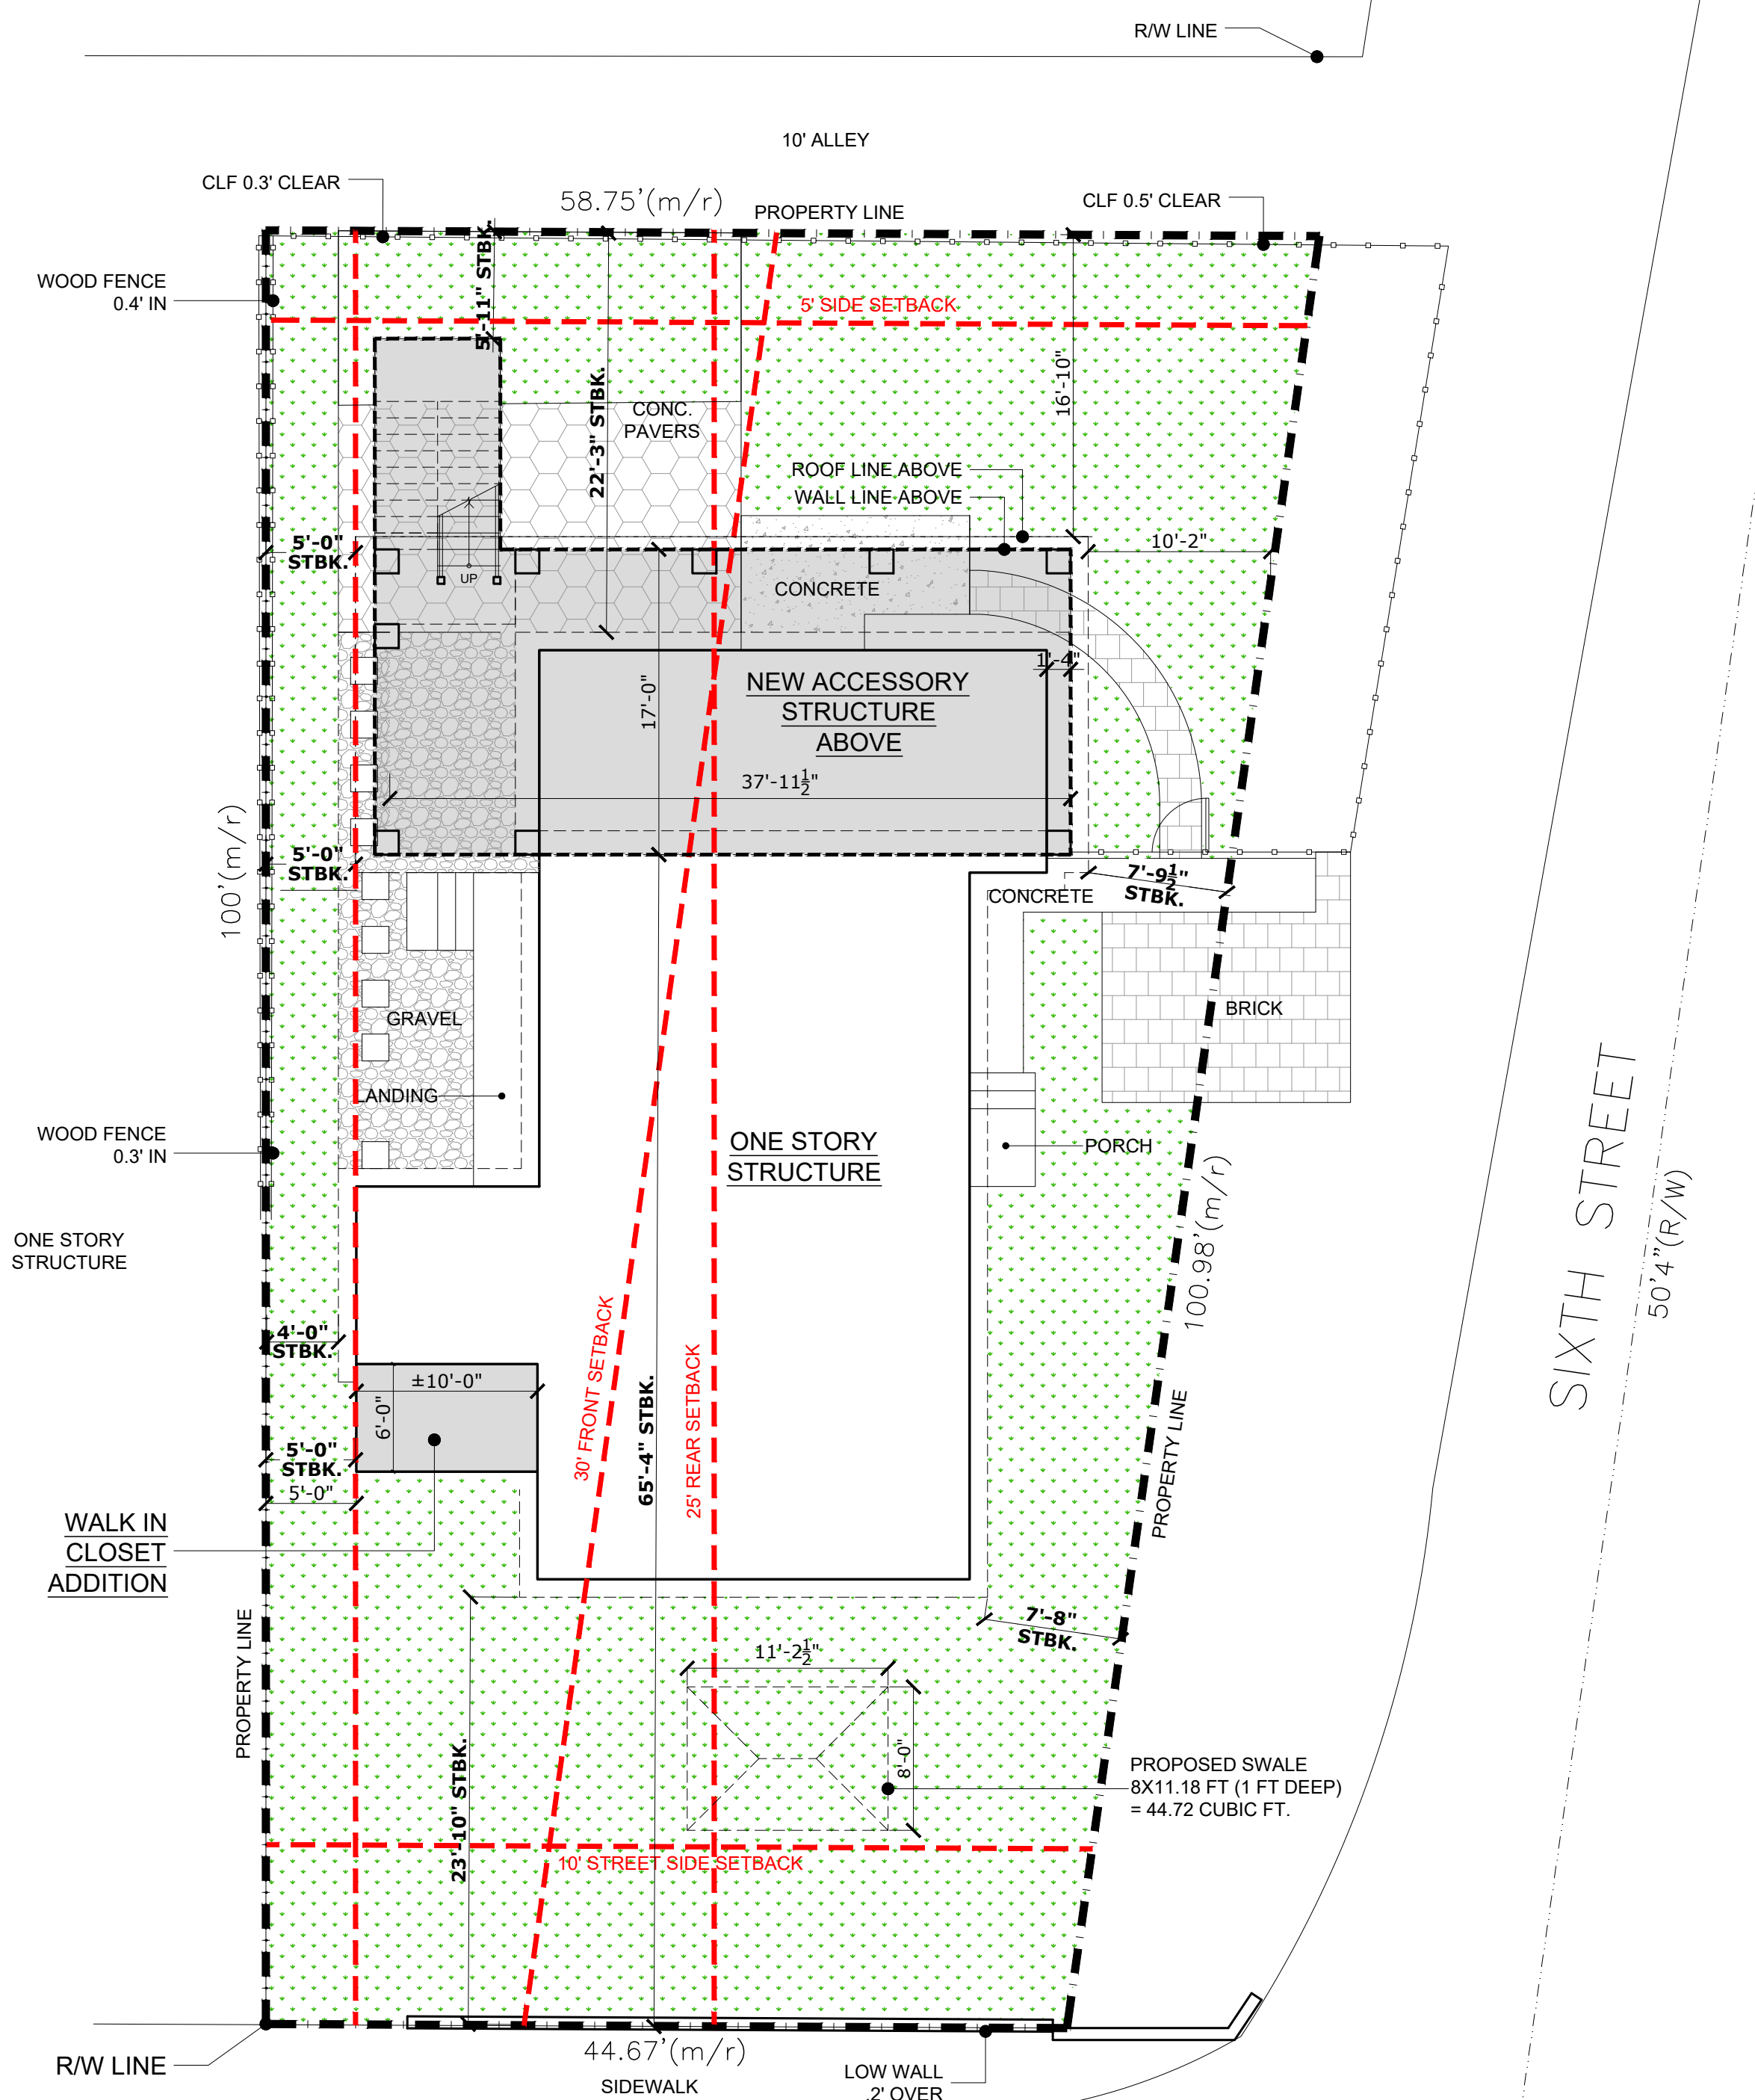 R/W LINE
10' ALLEY
CLF 0.3' CLEAR
58.75'(m/r)
PROPERTY LINE
CLF 0.5' CLEAR
WOOD FENCE
0.4' IN
5'-11" STBK.
5' SIDE SETBACK
22'-3" STBK.
CONC.
PAVERS
16'-10"
ROOF LINE ABOVE
WALL LINE ABOVE
5'-0"
STBK.
10'-2"
UP
CONCRETE
1'-4"
NEW ACCESSORY
STRUCTURE
ABOVE
17'-0"
37'-11½"
100'(m/r)
5'-0"
STBK.
7'-9½"
STBK.
CONCRETE
BRICK
GRAVEL
LANDING
WOOD FENCE
0.3' IN
ONE STORY
STRUCTURE
PORCH
100.98'(m/r)
SIXTH STREET
50'4"(R/W)
ONE STORY
STRUCTURE
4'-0"
STBK.
±10'-0"
6'-0"
30' FRONT SETBACK
65'-4" STBK.
25' REAR SETBACK
PROPERTY LINE
5'-0"
STBK.
5'-0"
WALK IN
CLOSET
ADDITION
PROPERTY LINE
7'-8"
STBK.
11'-2½"
8'-0"
23'-10" STBK.
PROPOSED SWALE
8X11.18 FT (1 FT DEEP)
= 44.72 CUBIC FT.
10' STREET SIDE SETBACK
R/W LINE
44.67'(m/r)
SIDEWALK
LOW WALL
.2' OVER